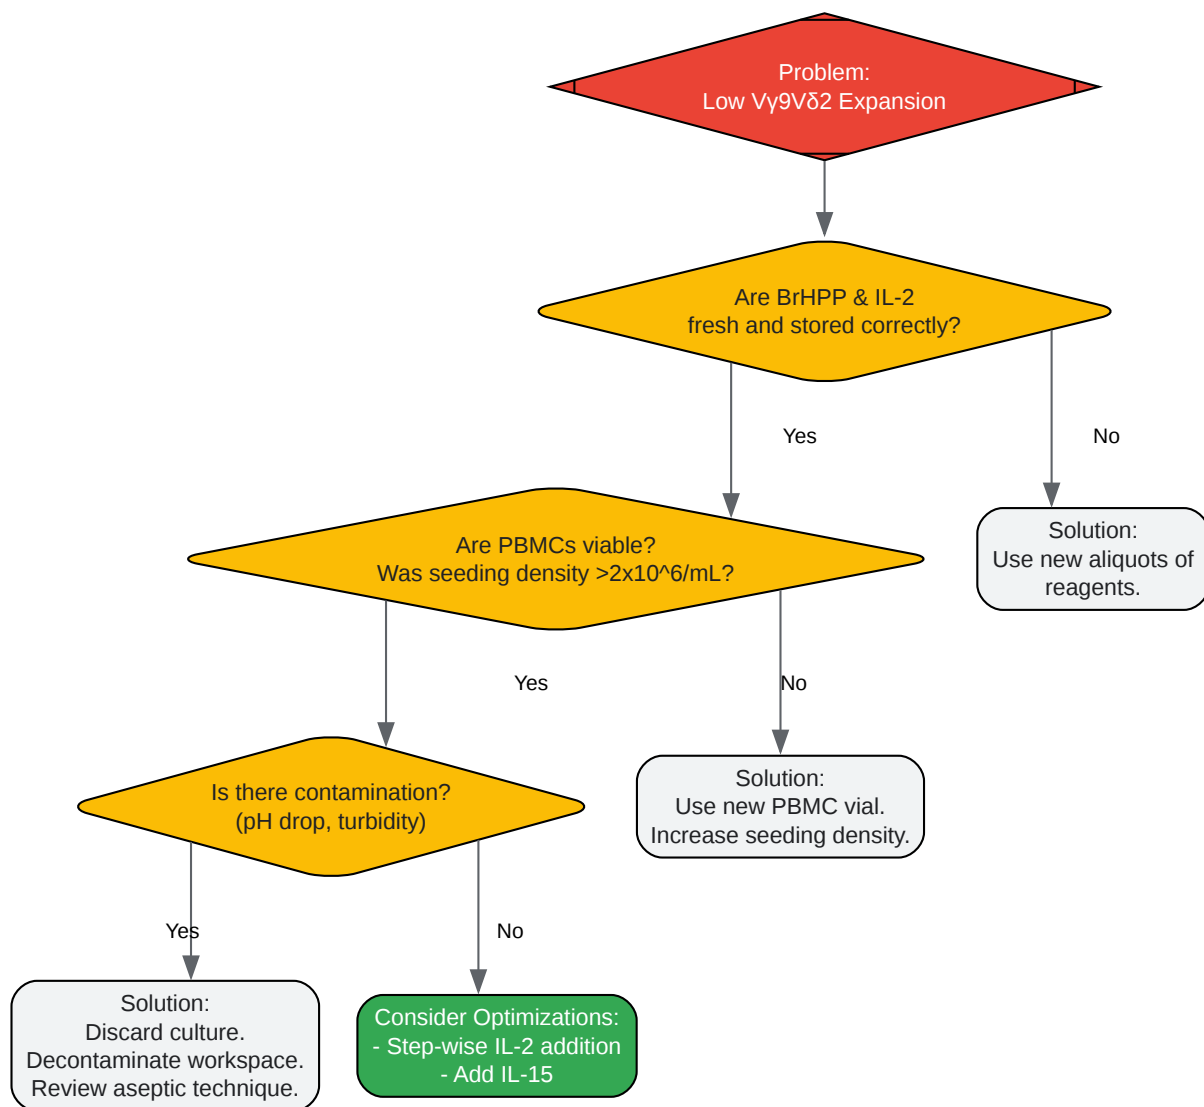 Problem:
Low Vγ9Vδ2 Expansion
Are BrHPP & IL-2
fresh and stored correctly?
Yes
No
Solution:
Use new aliquots of
reagents.
Are PBMCs viable?
Was seeding density >2x10^6/mL?
Yes
No
Solution:
Use new PBMC vial.
Increase seeding density.
Is there contamination?
(pH drop, turbidity)
Yes
No
Solution:
Discard culture.
Decontaminate workspace.
Review aseptic technique.
Consider Optimizations:
- Step-wise IL-2 addition
- Add IL-15